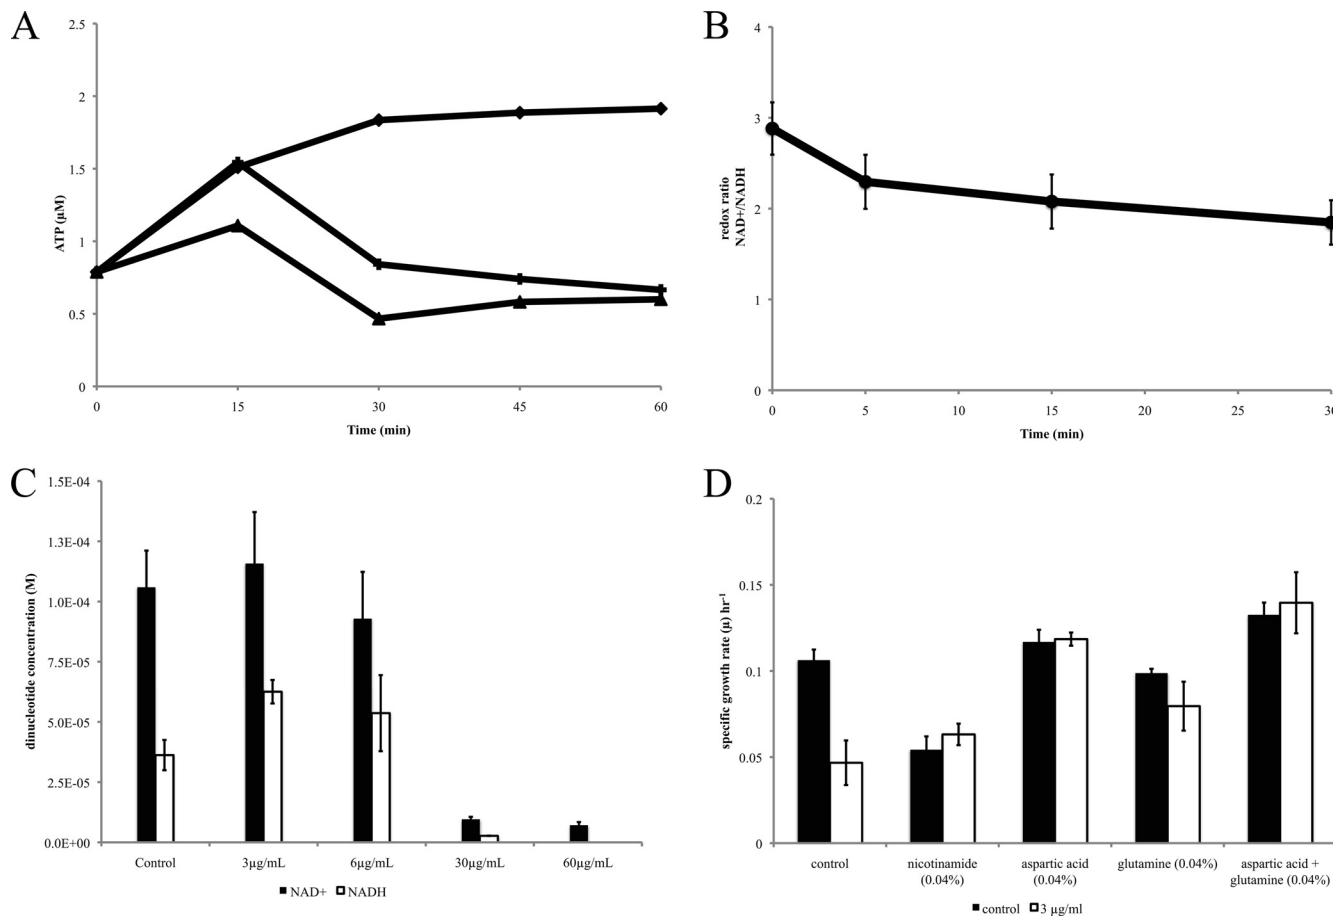 A
2.5
2
1.5
1
0.5
0
ATP (µM)
0 15 30 45 60
Time (min)
B
4
3
2
1
0
redox ratio
NAD+/NADH
0 5 10 15 20 25 30
Time (min)
C
1.5E-04
1.3E-04
1.0E-04
7.5E-05
5.0E-05
2.5E-05
0.0E+00
dinucleotide concentration (M)
Control 3µg/mL 6µg/mL 30µg/mL 60µg/mL
NAD+ NADH
D
0.2
0.15
0.1
0.05
0
specific growth rate (µ) hr⁻¹
control nicotinamide aspartic acid glutamine (0.04%) aspartic acid +
(0.04%) (0.04%) glutamine (0.04%)
control 3 µg/ml